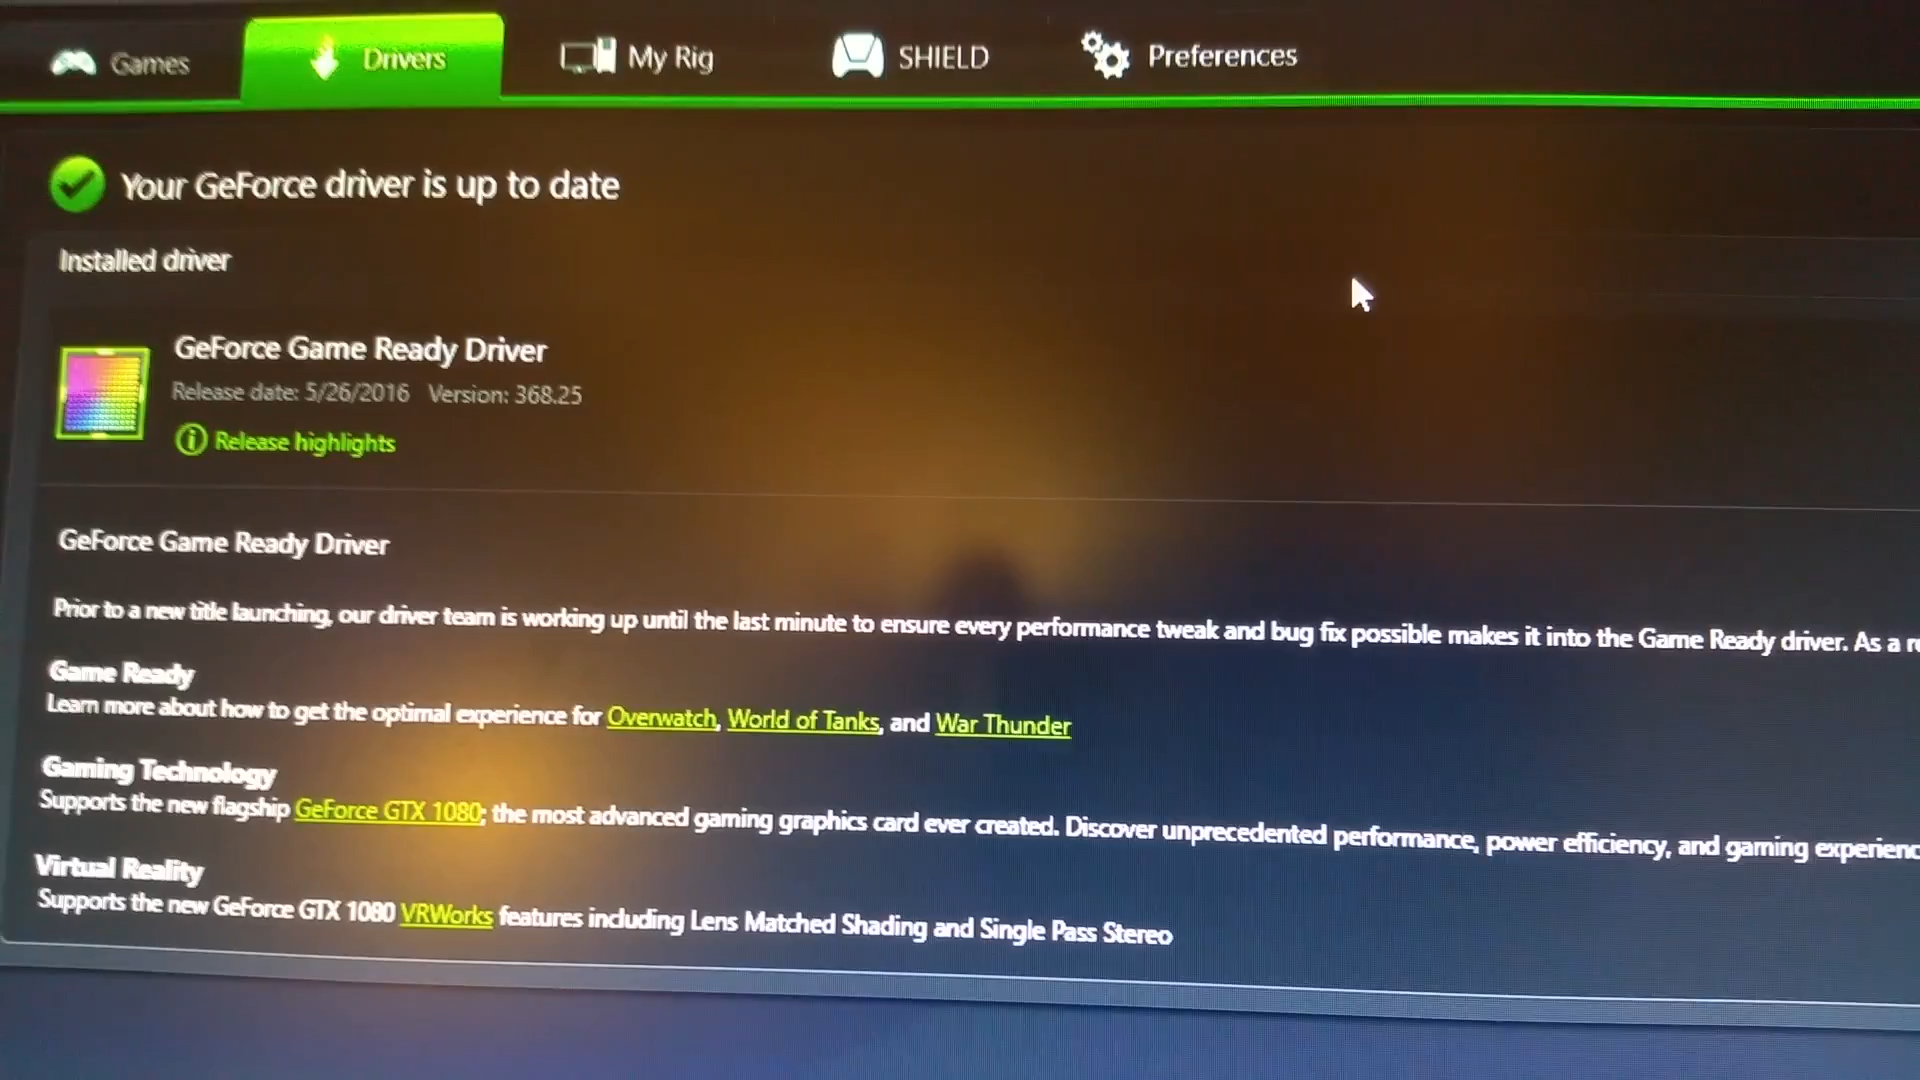 Games
Drivers
My Rig
SHIELD
Preferences
Your GeForce driver is up to date
Installed driver
GeForce Game Ready Driver
Release date: 5/26/2016 Version: 368.25
Release highlights
GeForce Game Ready Driver
Prior to a new title launching, our driver team is working up until the last minute to ensure every performance tweak and bug fix possible makes it into the Game Ready driver. As a
Game Ready
Learn more about how to get the optimal experience for Overwatch, World of Tanks, and War Thunder
Gaming Technology
Supports the new flagship GeForce GTX 1080; the most advanced gaming graphics card ever created. Discover unprecedented performance, power efficiency, and gaming
Virtual Reality
Supports the new GeForce GTX 1080 VRWorks features including Lens Matched Shading and Single Pass Stereo